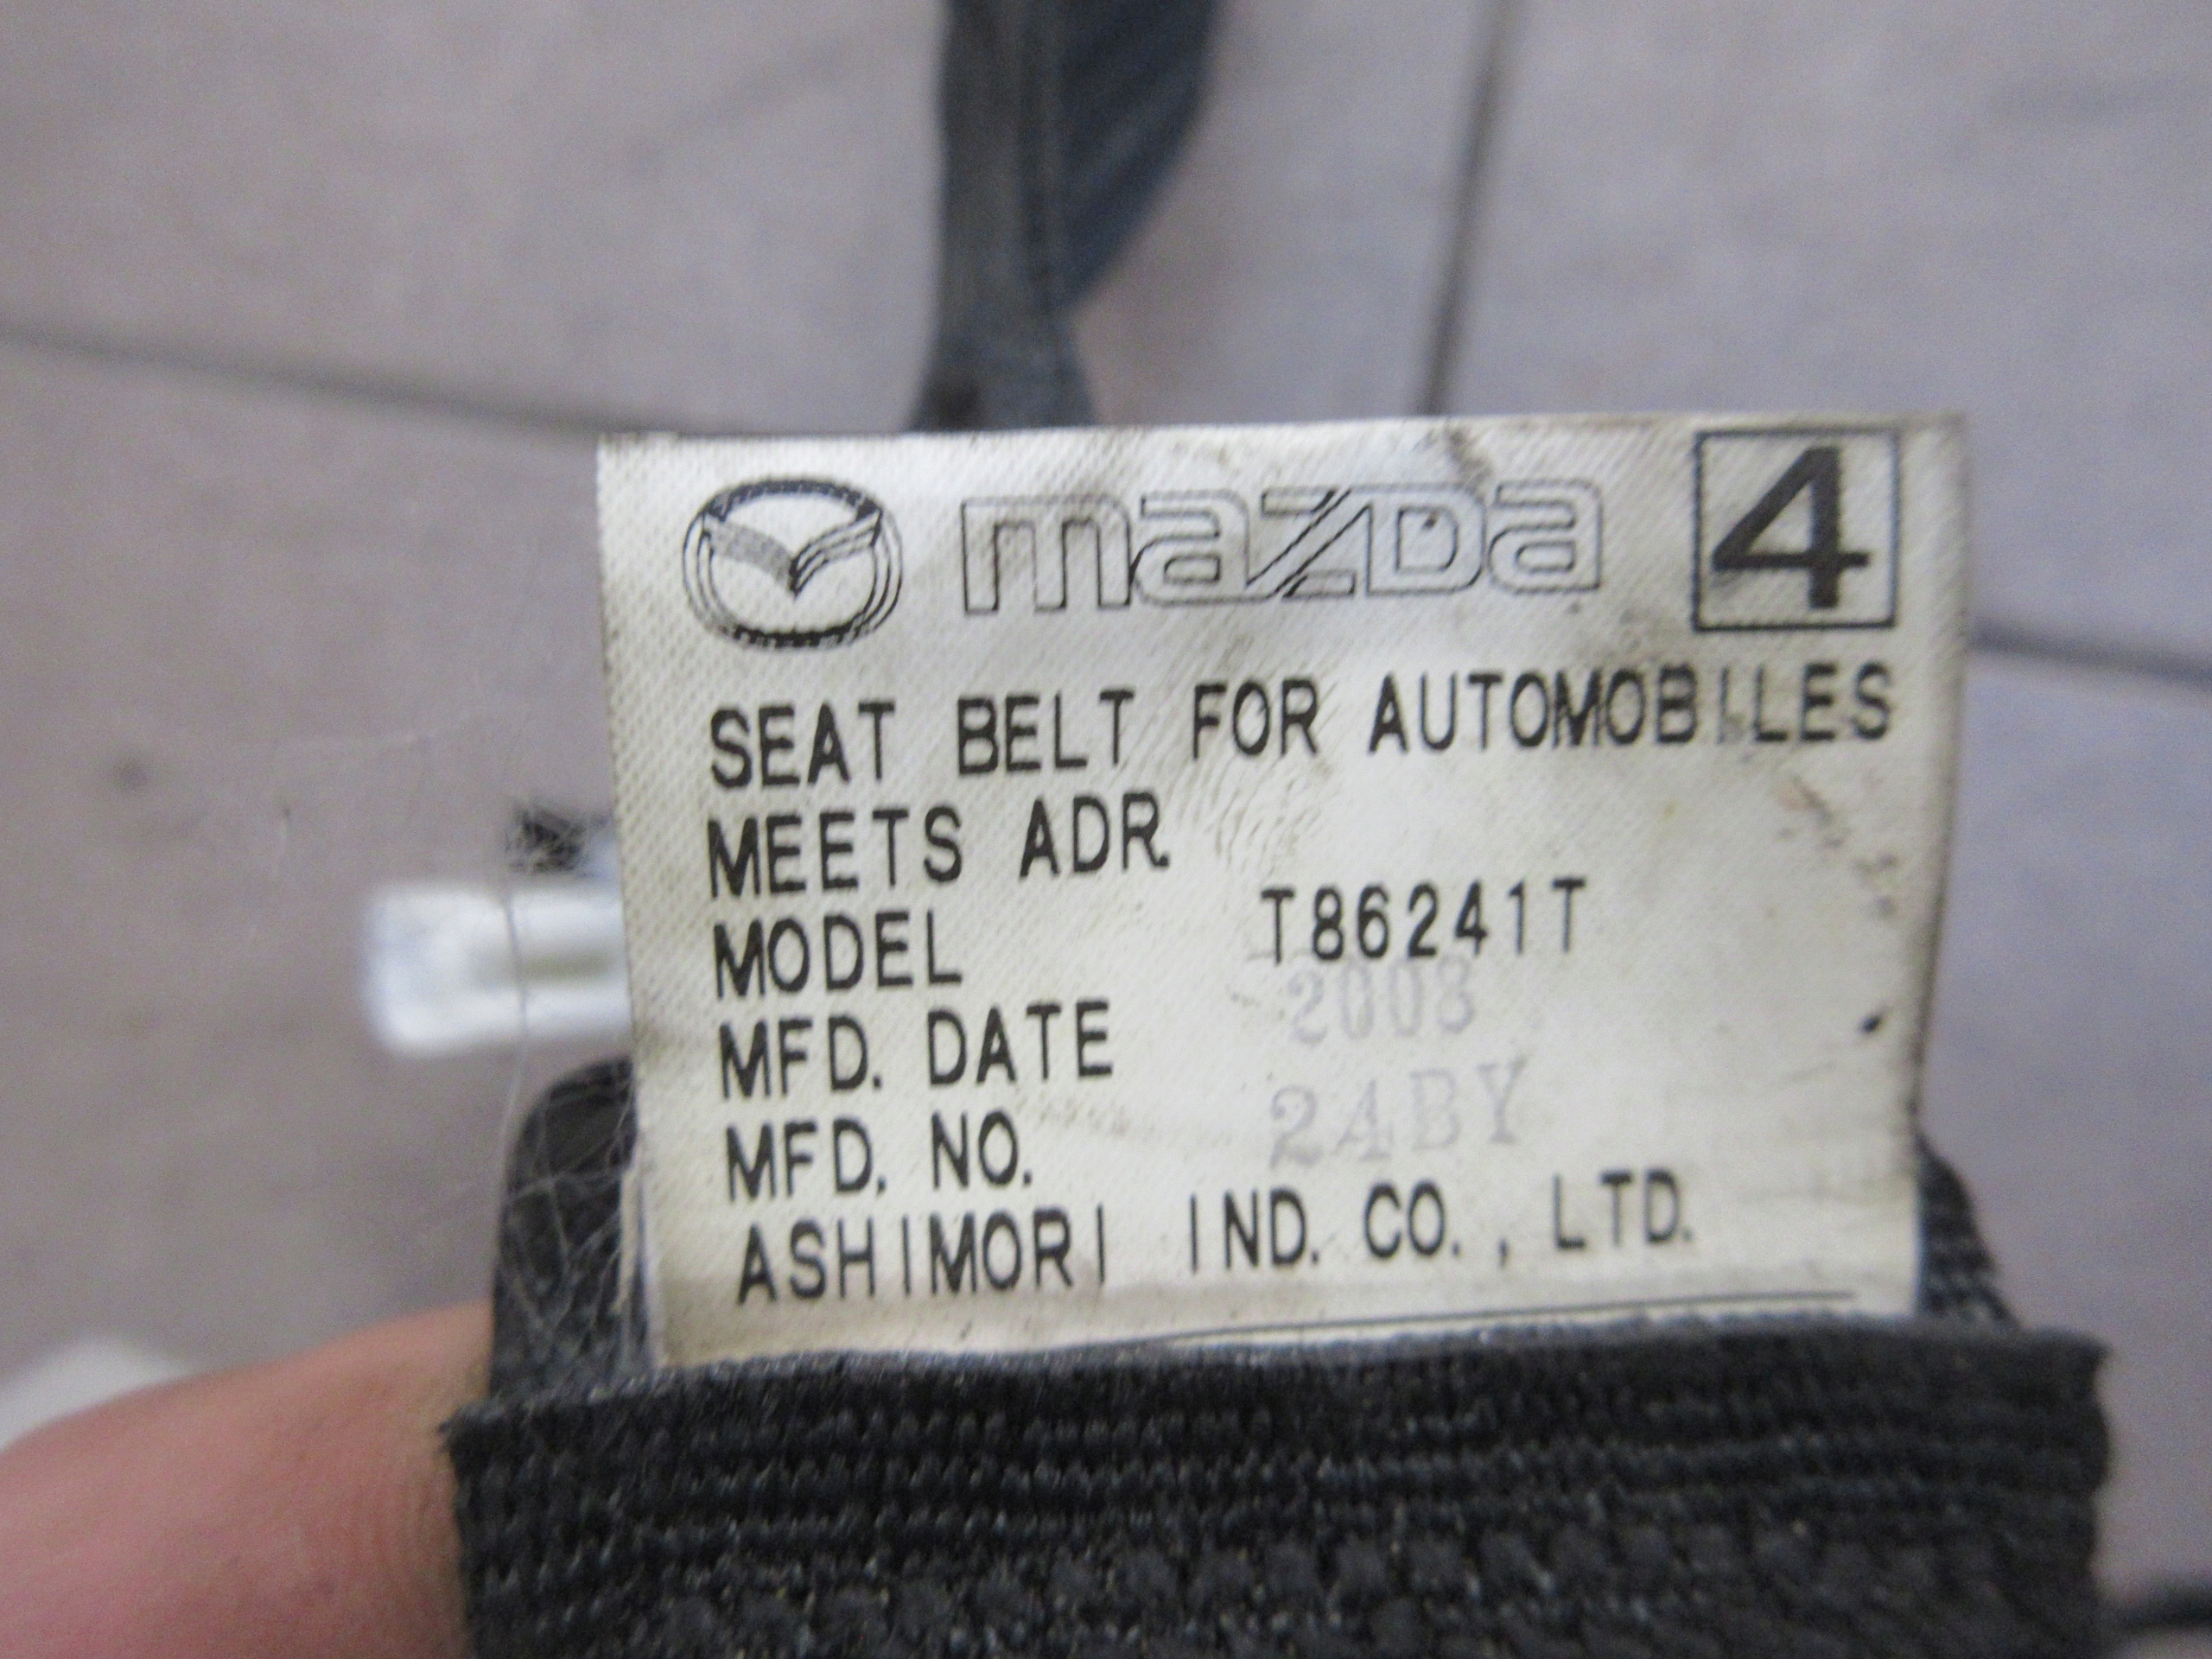 mazda 4
SEAT BELT FOR AUTOMOBILES
MEETS ADR.
MODEL T86241T
MFD. DATE 2003
MFD. NO. 24BY
ASHIMORI IND. CO., LTD.